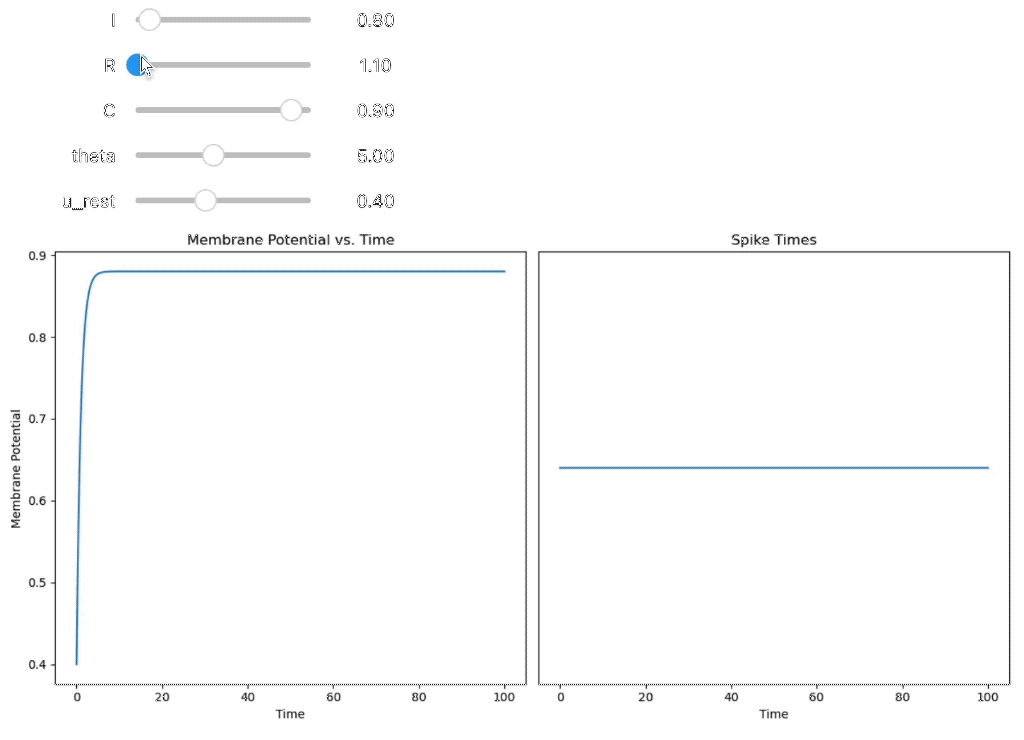 I 0.80
R 1.10
C 0.90
theta 5.00
u_rest 0.40
Membrane Potential vs. Time
0.9
0.8
0.7
0.6
0.5
0.4
Membrane Potential
0 20 40 60 80 100
Time
Spike Times
0 20 40 60 80 100
Time